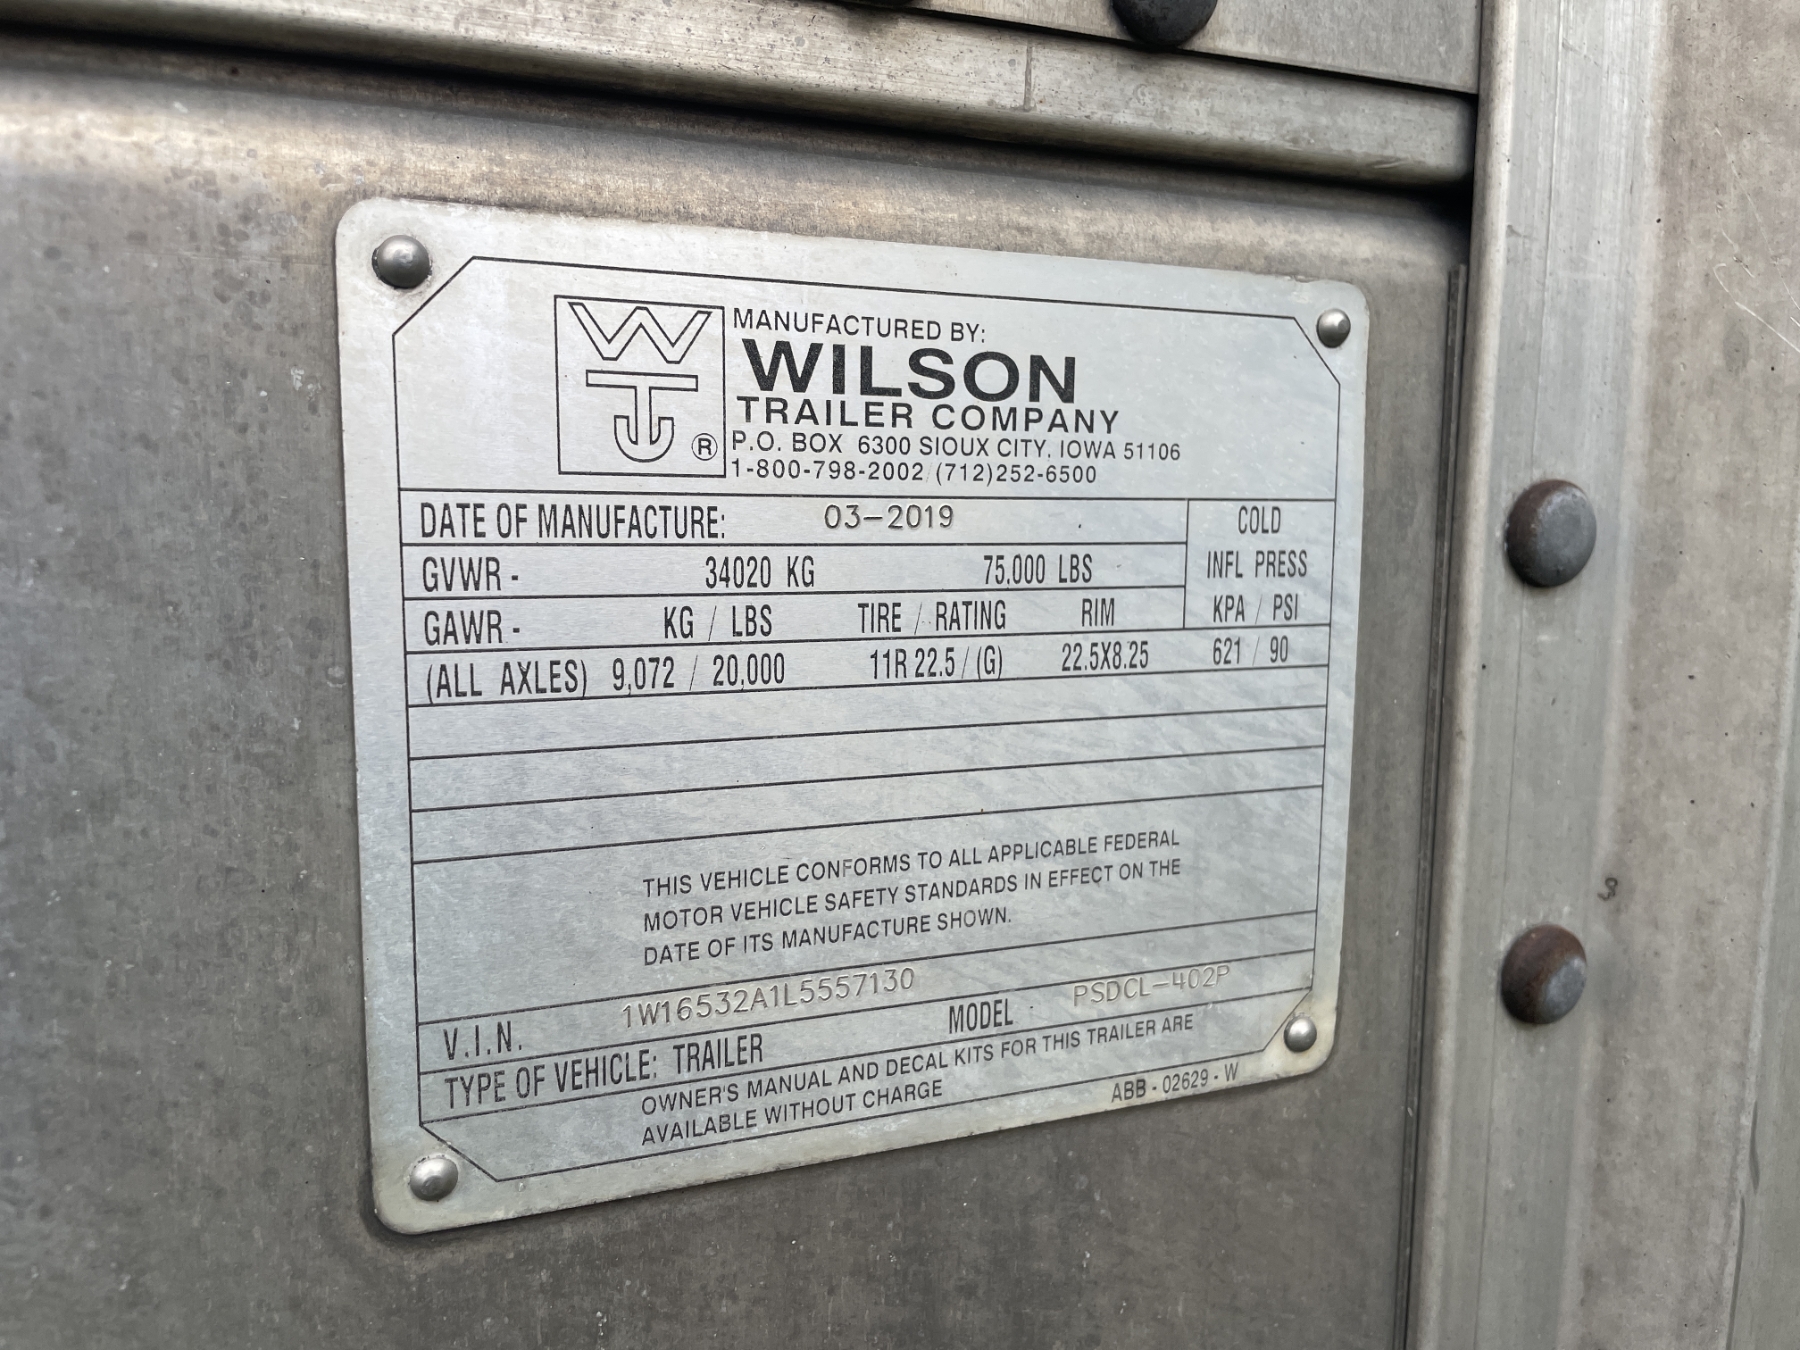 WTJ ®
MANUFACTURED BY:
WILSON
TRAILER COMPANY
P.O. BOX 6300 SIOUX CITY, IOWA 51106
1-800-798-2002 (712)252-6500
DATE OF MANUFACTURE: 03-2019
COLD
INFL PRESS
KPA / PSI
GVWR - 34020 KG 75,000 LBS
GAWR - KG / LBS TIRE / RATING RIM
(ALL AXLES) 9,072 / 20,000 11R 22.5 / (G) 22.5X8.25 621 / 90
THIS VEHICLE CONFORMS TO ALL APPLICABLE FEDERAL
MOTOR VEHICLE SAFETY STANDARDS IN EFFECT ON THE
DATE OF ITS MANUFACTURE SHOWN.
V.I.N. 1W16532A1L5557130
TYPE OF VEHICLE: TRAILER MODEL PSDCL-402P
OWNER'S MANUAL AND DECAL KITS FOR THIS TRAILER ARE
AVAILABLE WITHOUT CHARGE
ABB - 02629 - W